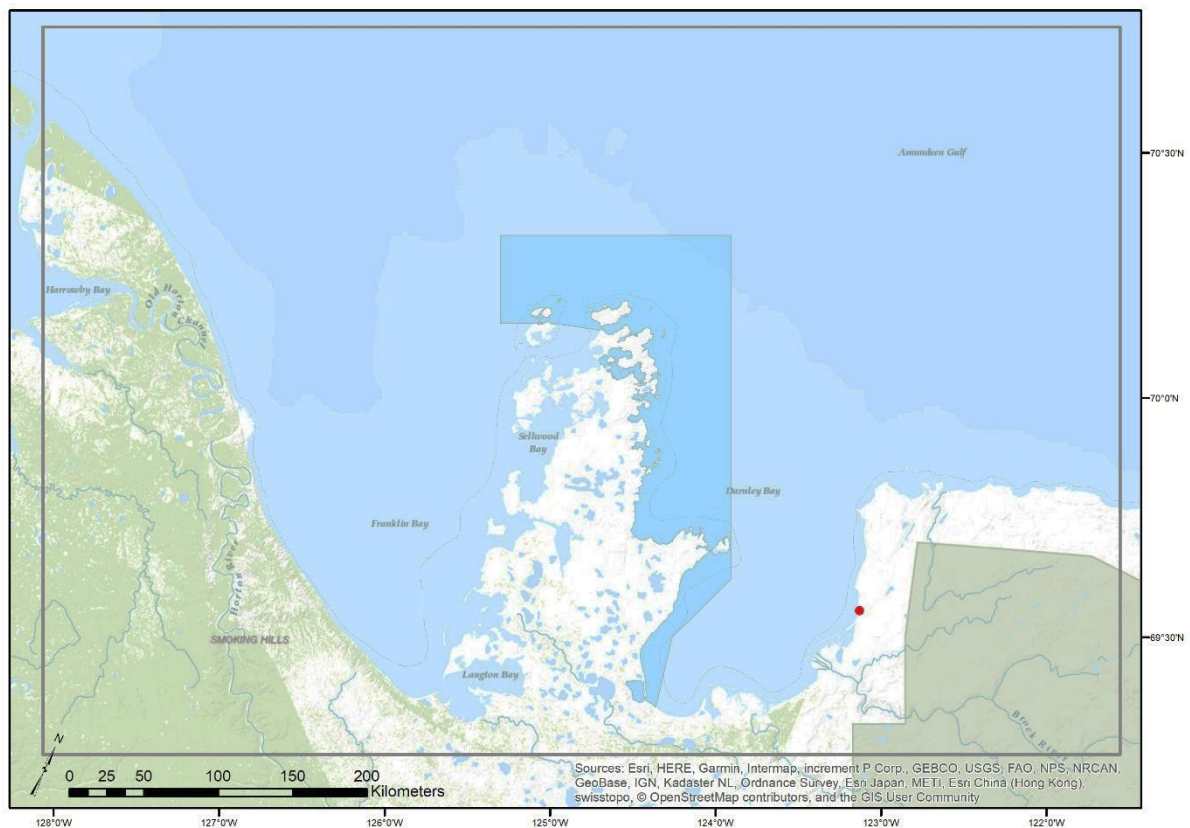 Amundsen Gulf
70°30'N
Harrowby Bay
Old Horton Channel
70°0'N
Sellwood
Bay
Darnley Bay
Franklin Bay
Horton River
SMOKING HILLS
69°30'N
Langton Bay
Brock River
N
0 25 50 100 150 200
Kilometers
Sources: Esri, HERE, Garmin, Intermap, increment P Corp., GEBCO, USGS, FAO, NPS, NRCAN,
GeoBase, IGN, Kadaster NL, Ordnance Survey, Esri Japan, METI, Esri China (Hong Kong),
swisstopo, © OpenStreetMap contributors, and the GIS User Community
128°0'W 127°0'W 126°0'W 125°0'W 124°0'W 123°0'W 122°0'W